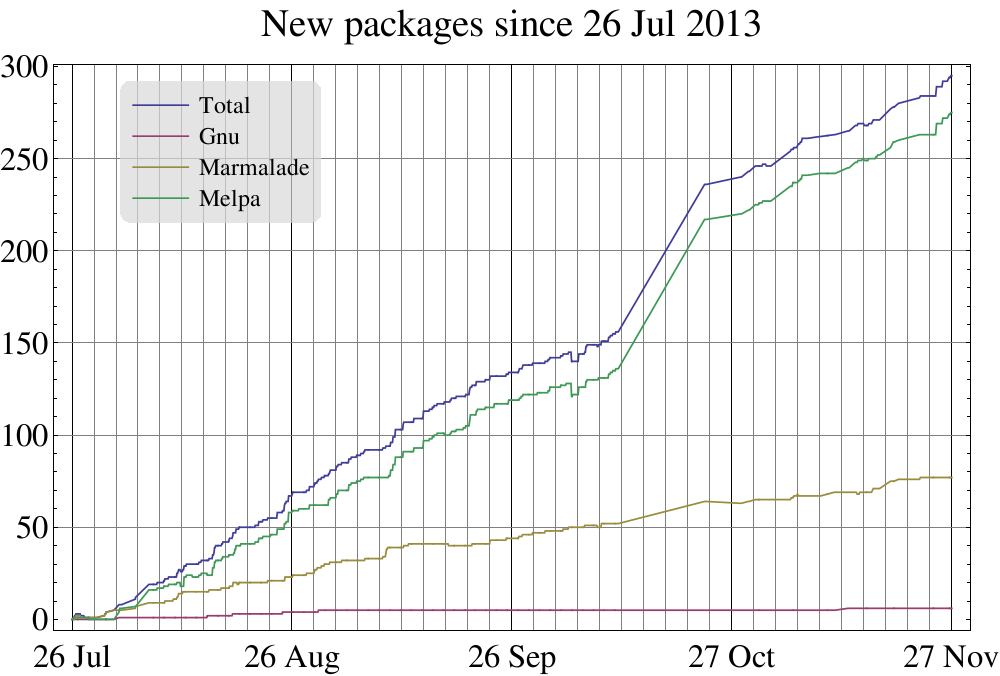 New packages since 26 Jul 2013
300
250
200
150
100
50
0
Total
Gnu
Marmalade
Melpa
26 Jul 26 Aug 26 Sep 27 Oct 27 Nov